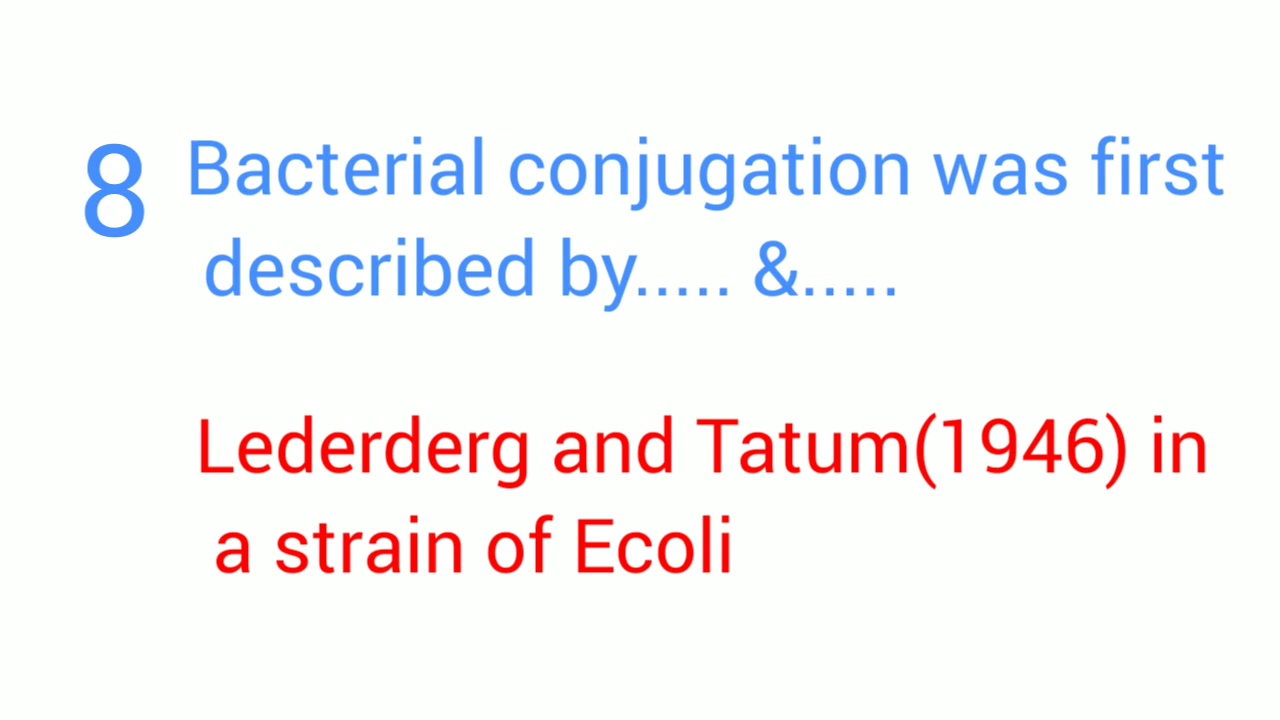 8 Bacterial conjugation was first
described by..... &.....
Lederderg and Tatum(1946) in
a strain of Ecoli